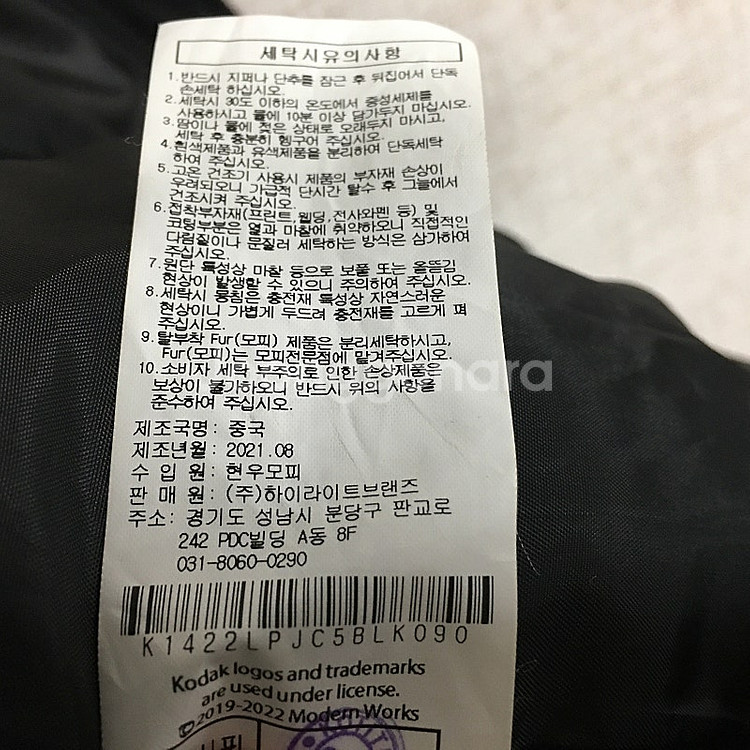 세탁시유의사항
1. 반드시 지퍼나 단추를 잠근 후 뒤집어서 단독
손세탁 하십시오.
2. 세탁시 30도 이하의 온도에서 중성세제를
사용하시고 물에 10분 이상 담가두지 마십시오.
3. 땀이나 물에 젖은 상태로 오래두지 마시고,
세탁 후 충분히 헹구어 주십시오.
4. 흰색제품과 유색제품을 분리하여 단독세탁
하여 주십시오.
5. 고온 건조기 사용시 제품의 부자재 손상이
우려되오니 가급적 단시간 탈수 후 그늘에서
건조시켜 주십시오.
6. 접착부자재(프린트,웰딩,전사와펜 등) 및
코팅부분은 열과 마찰에 취약하오니 직접적인
다림질이나 문질러 세탁하는 방식은 삼가하여
주십시오.
7. 원단 특성상 마찰 등으로 보풀 또는 올뜯김
현상이 발생할 수 있으니 주의하여 주십시오.
8. 세탁시 뭉침은 충전재 특성상 자연스러운
현상이니 가볍게 두드려 충전재를 고르게 펴
주십시오.
9. 탈부착 Fur(모피) 제품은 분리세탁하시고,
Fur(모피)는 모피전문점에 맡겨주십시오.
10. 소비자 세탁 부주의로 인한 손상제품은
보상이 불가하오니 반드시 위의 사항을
준수하여 주십시오.
제조국명: 중국
제조년월: 2021.08
수 입 원: 현우모피
판 매 원: (주)하이라이트브랜즈
주소: 경기도 성남시 분당구 판교로
242 PDC빌딩 A동 8F
031-8060-0290
K1422LPJC5BLK090
Kodak logos and trademarks
are used under license.
©2019-2022 Modern Works